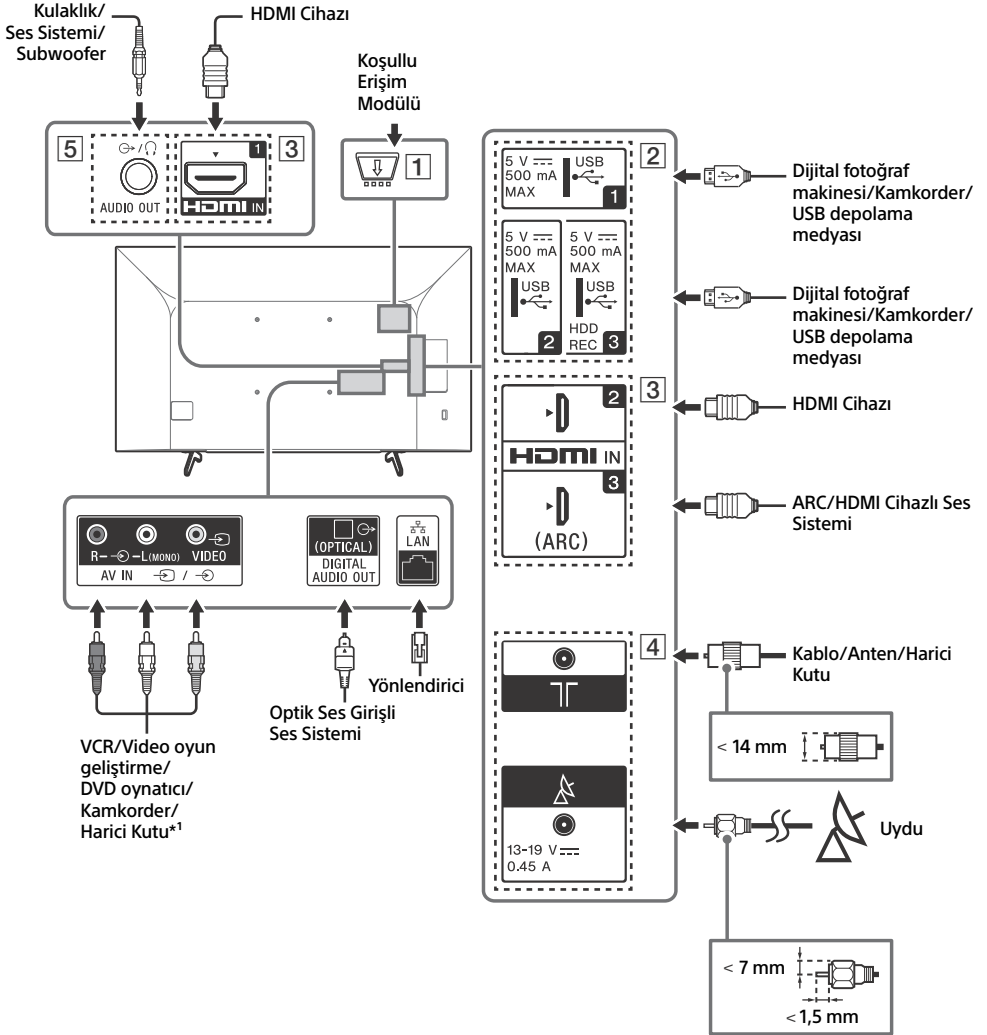 Kulaklık/
Ses Sistemi/
Subwoofer
HDMI Cihazı
Koşullu
Erişim
Modülü
5
AUDIO OUT
1
3
HDMI IN
1
2
5 V
500 mA
MAX
USB
1
Dijital fotoğraf
makinesi/Kamkorder/
USB depolama
medyası
5 V
500 mA
MAX
USB
2
5 V
500 mA
MAX
USB
HDD
REC 3
Dijital fotoğraf
makinesi/Kamkorder/
USB depolama
medyası
3
2
HDMI IN
3
(ARC)
HDMI Cihazı
ARC/HDMI Cihazlı Ses
Sistemi
R
L(MONO)
VIDEO
AV IN
/
(OPTICAL)
DIGITAL
AUDIO OUT
LAN
VCR/Video oyun
geliştirme/
DVD oynatıcı/
Kamkorder/
Harici Kutu*1
Optik Ses Girişli
Ses Sistemi
Yönlendirici
4
Kablo/Anten/Harici
Kutu
< 14 mm
13-19 V
0.45 A
Uydu
< 7 mm
< 1,5 mm